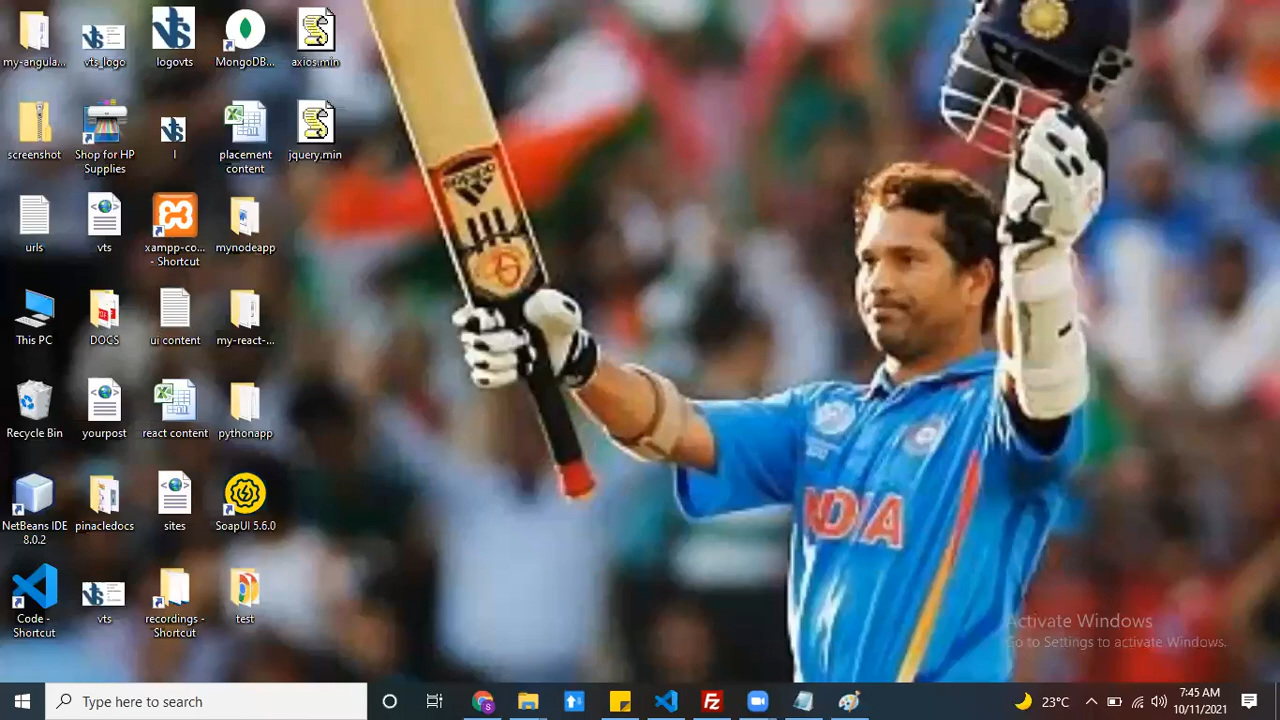 my-angula...
vts_logo
logovts
MongoDB...
axios.min
screenshot
Shop for HP
Supplies
l
placement
content
jquery.min
urls
vts
xampp-co...
- Shortcut
mynodeapp
This PC
DOCS
ui content
my-react-...
Recycle Bin
yourpost
react content
pythonapp
NetBeans IDE
8.0.2
pinacledocs
sites
SoapUI 5.6.0
Code -
Shortcut
vts
recordings -
Shortcut
test
adidas
INDIA
Activate Windows
Go to Settings to activate Windows.
Type here to search
23°C
7:45 AM
10/11/2021